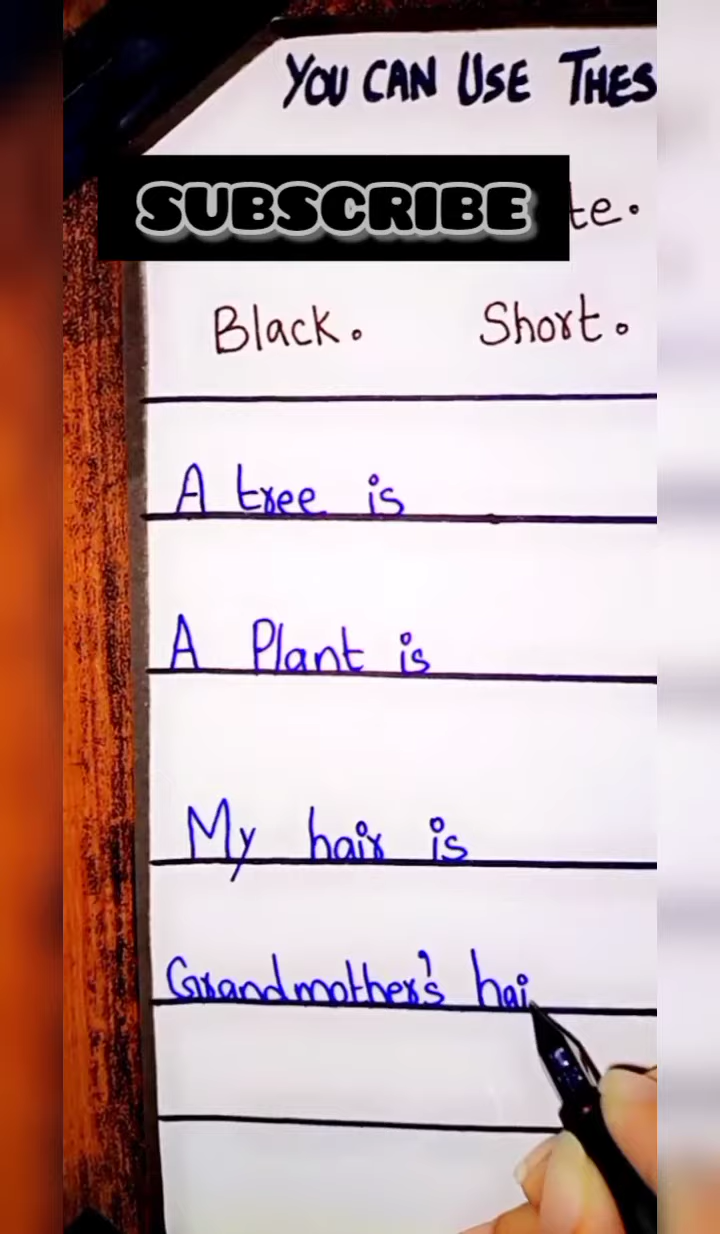 YOU CAN USE THES
SUBSCRIBE te.
Black. Short.
A tree is
A Plant is
My hair is
Grandmother's hai